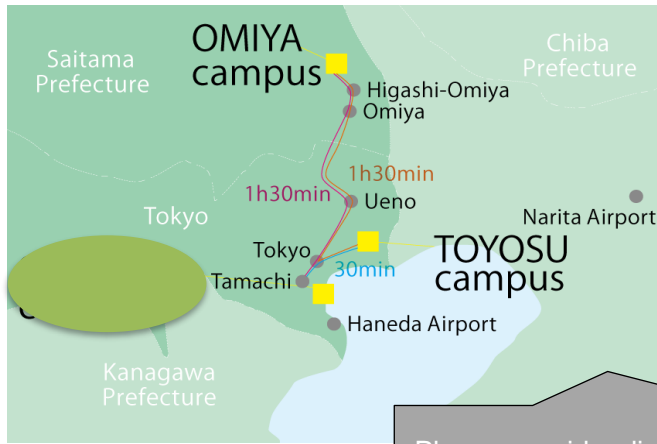 OMIYA
campus
Saitama
Prefecture
Chiba
Prefecture
Higashi-Omiya
Omiya
1h30min
1h30min
Ueno
Narita Airport
Tokyo
Tokyo
TOYOSU
campus
30min
Tamachi
Haneda Airport
Kanagawa
Prefecture